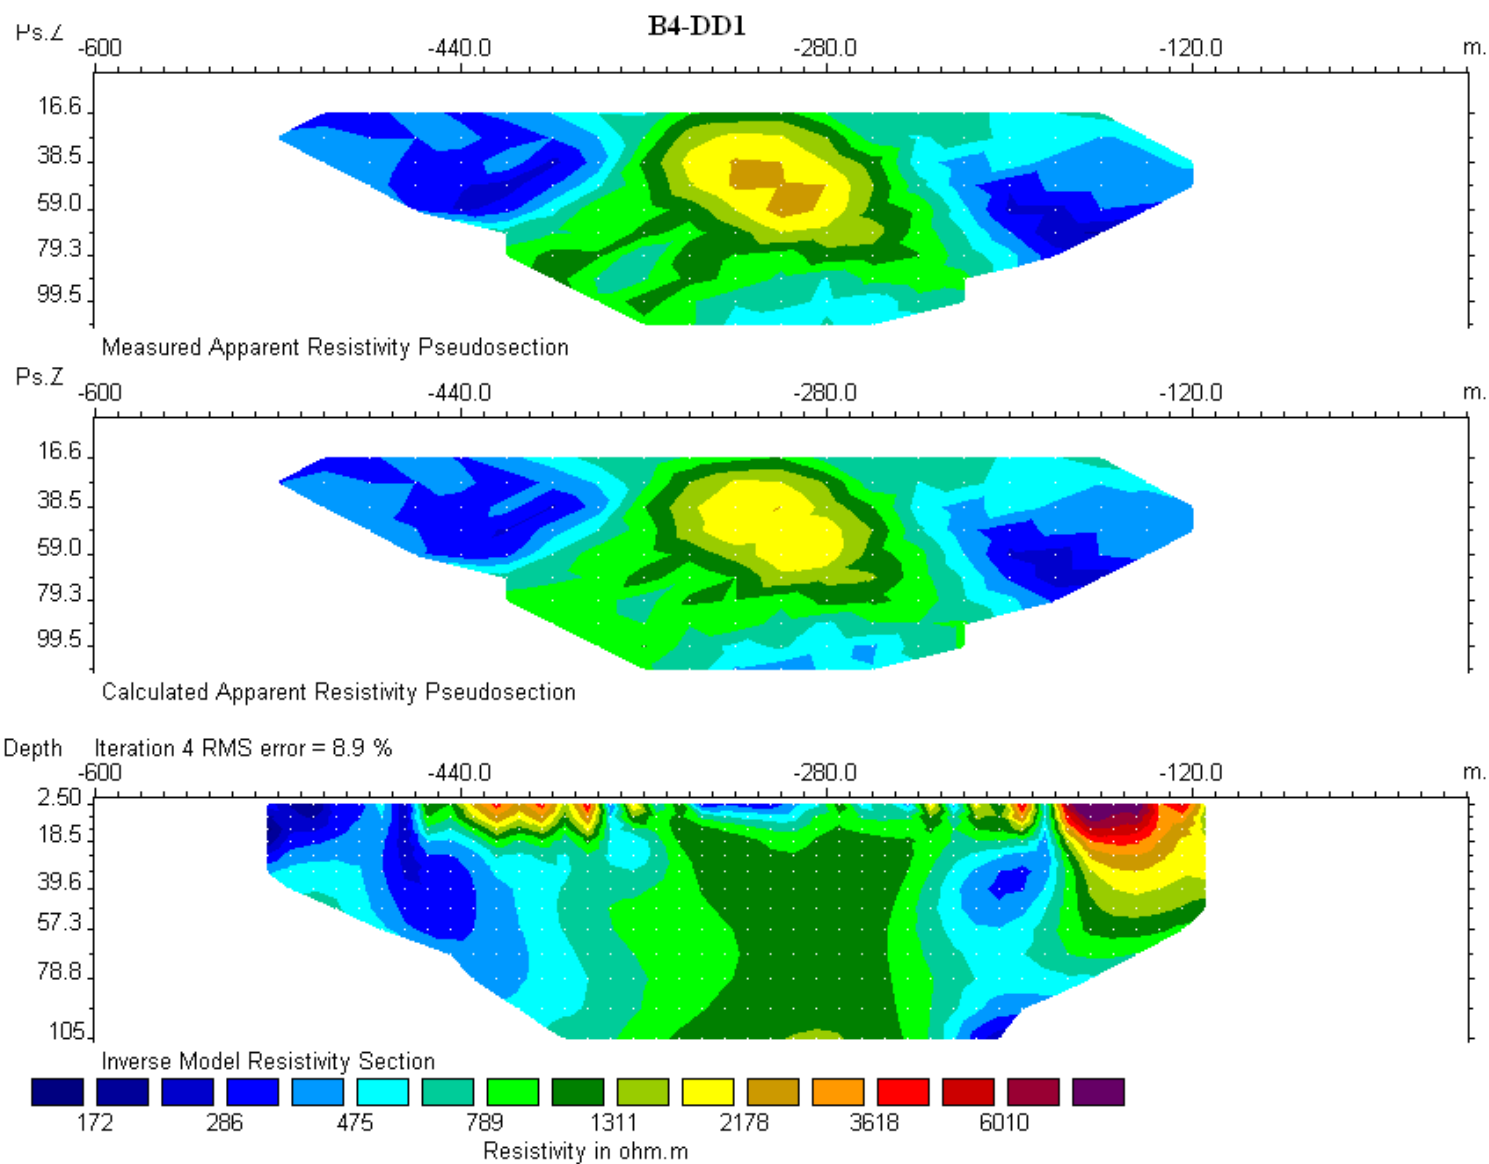 B4-DD1
Ps.Z -600 -440.0 -280.0 -120.0 m.
16.6
38.5
59.0
79.3
99.5
Measured Apparent Resistivity Pseudosection
Ps.Z -600 -440.0 -280.0 -120.0 m.
16.6
38.5
59.0
79.3
99.5
Calculated Apparent Resistivity Pseudosection
Depth Iteration 4 RMS error = 8.9 %
-600 -440.0 -280.0 -120.0 m.
2.50
18.5
39.6
57.3
78.8
105.
Inverse Model Resistivity Section
172 286 475 789 1311 2178 3618 6010
Resistivity in ohm.m